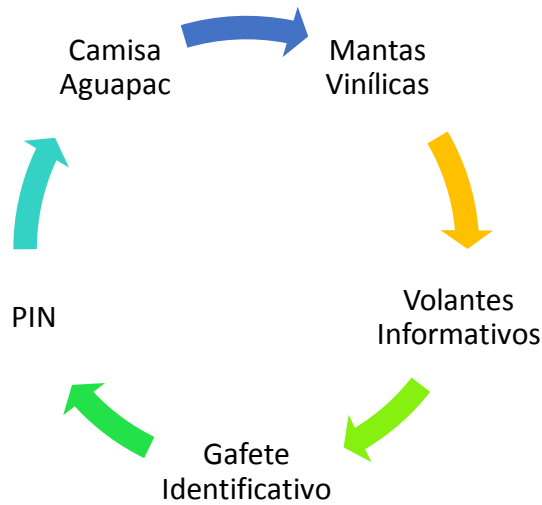 Camisa
Aguapac
Mantas
Vinílicas
Volantes
Informativos
Gafete
Identificativo
PIN